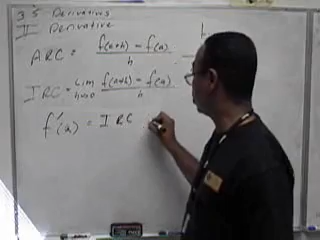 3.5 Derivatives
II Derivative
ARC = f(a+h) - f(a) / h
IRC = Lim h→0 f(a+h) - f(a) / h
f'(a) = IRC